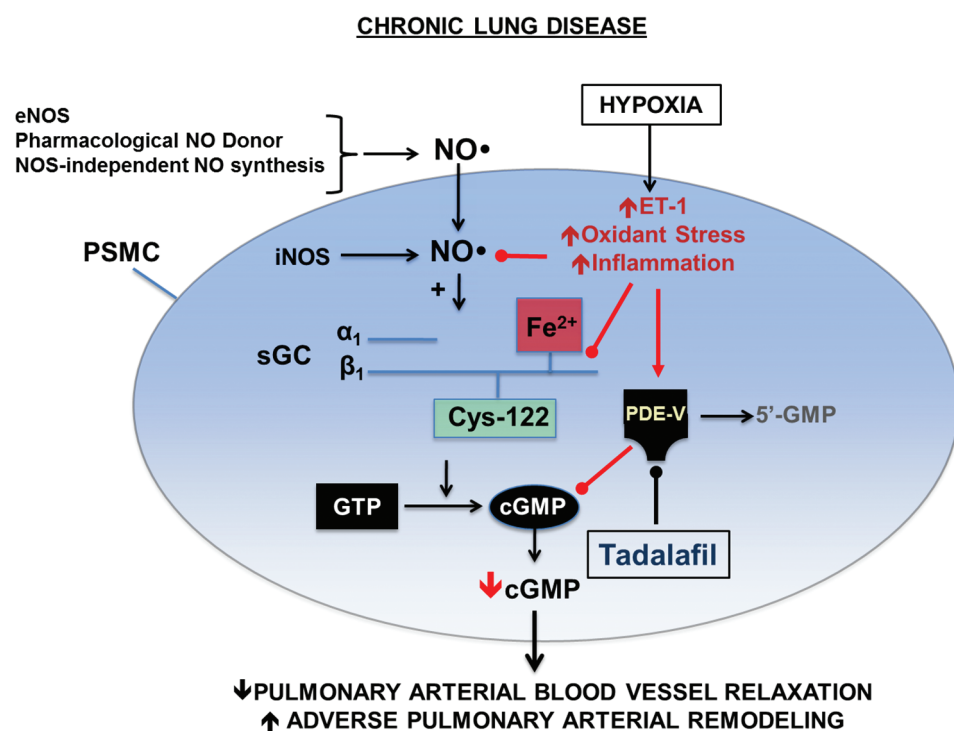 CHRONIC LUNG DISEASE
eNOS
Pharmacological NO Donor
NOS-independent NO synthesis
NO•
HYPOXIA
↑ET-1
↑Oxidant Stress
↑Inflammation
PSMC
iNOS
NO•
+
Fe²⁺
sGC
α₁
β₁
Cys-122
PDE-V
5’-GMP
GTP
cGMP
Tadalafil
↓cGMP
↓PULMONARY ARTERIAL BLOOD VESSEL RELAXATION
↑ ADVERSE PULMONARY ARTERIAL REMODELING